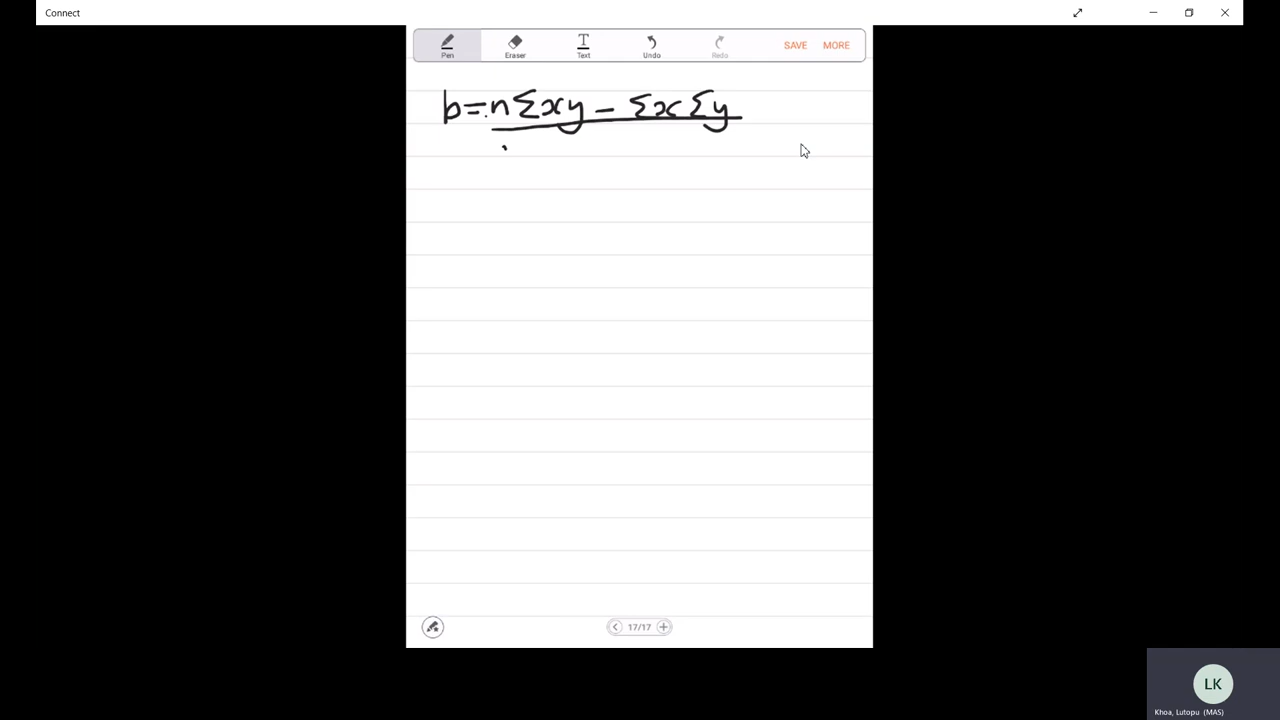 Connect
Pen
Eraser
Text
Undo
Redo
SAVE
MORE
b=nΣxy - ΣxΣy
17/17
LK
Khoa, Lutopu (MAS)